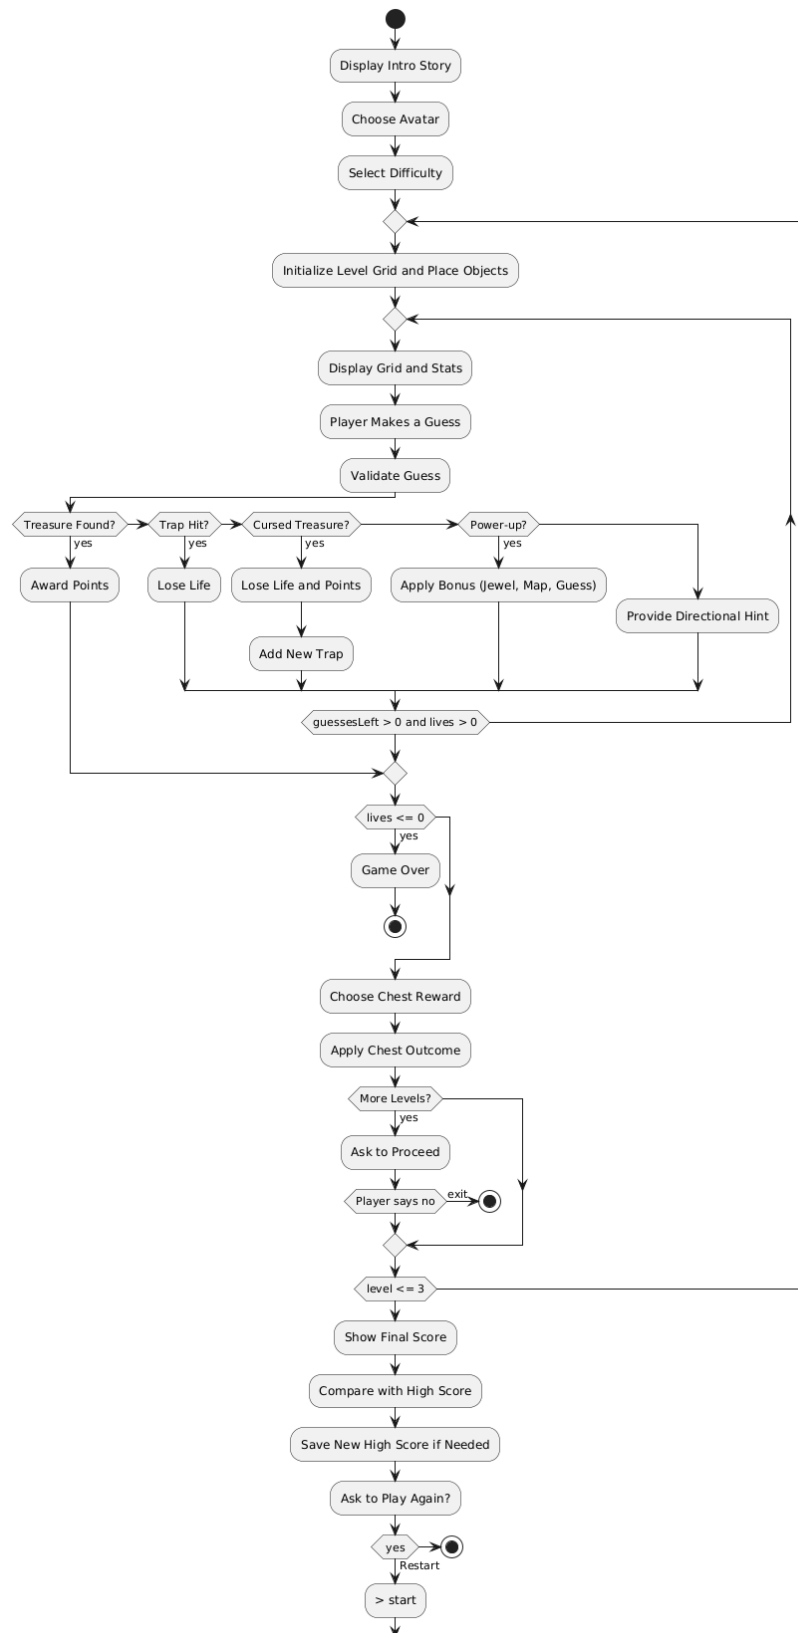 Display Intro Story
Choose Avatar
Select Difficulty
Initialize Level Grid and Place Objects
Display Grid and Stats
Player Makes a Guess
Validate Guess
Treasure Found?
yes
Award Points
Trap Hit?
yes
Lose Life
Cursed Treasure?
yes
Lose Life and Points
Add New Trap
Power-up?
yes
Apply Bonus (Jewel, Map, Guess)
Provide Directional Hint
guessesLeft > 0 and lives > 0
lives <= 0
yes
Game Over
Choose Chest Reward
Apply Chest Outcome
More Levels?
yes
Ask to Proceed
Player says no
exit
level <= 3
Show Final Score
Compare with High Score
Save New High Score if Needed
Ask to Play Again?
yes
Restart
> start